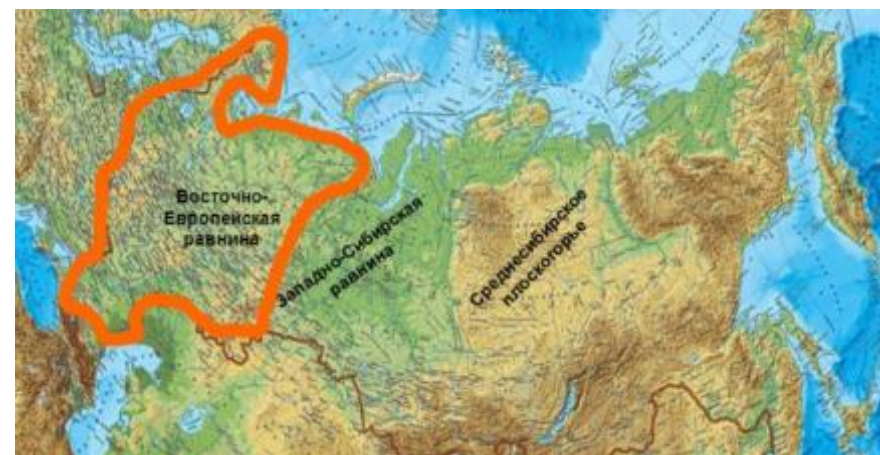 Восточно-
Европейская
равнина
Западно-Сибирская
равнина
Среднесибирское
плоскогорье